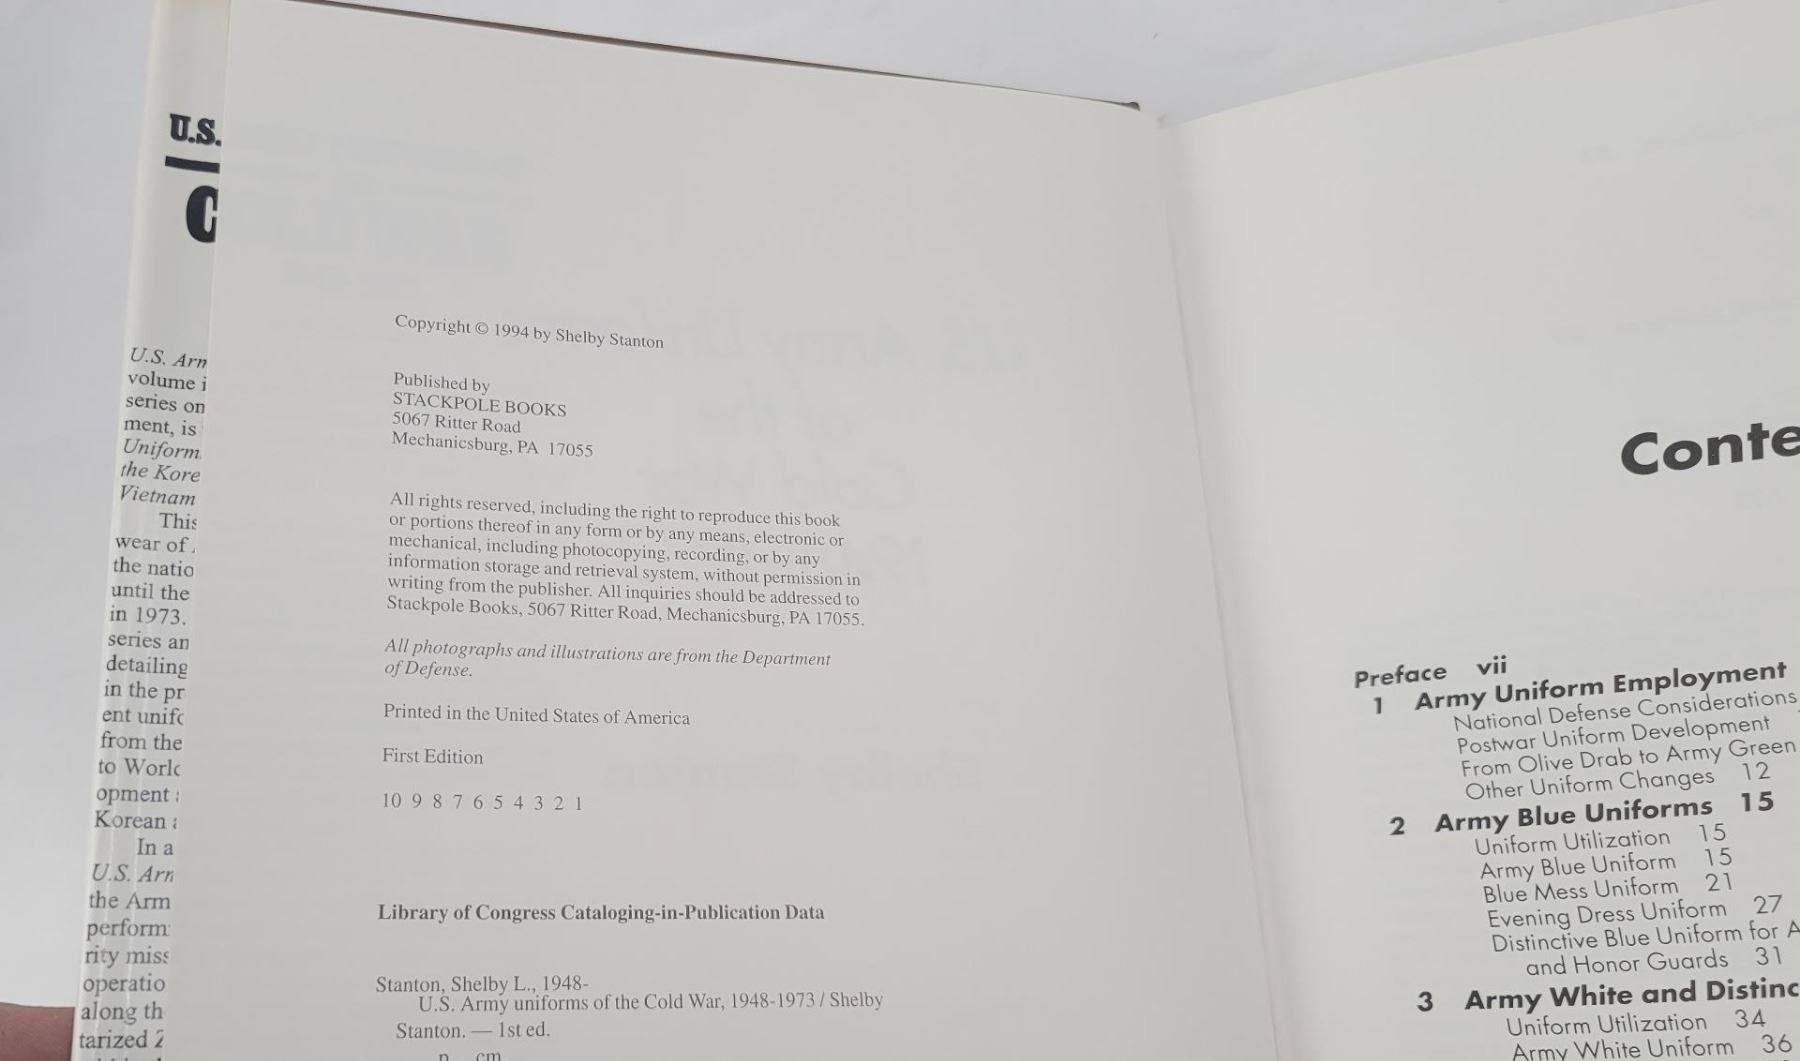 U.S.
C
U.S. Arm
volume i
series on
ment, is
Uniform
the Kore
Vietnam
This
wear of
the natio
until the
in 1973.
series an
detailing
in the pr
ent unifo
from the
to World
opment
Korean
In a
U.S. Arm
the Arm
perform
rity miss
operatio
along th
tarized 2
Copyright © 1994 by Shelby Stanton
Published by
STACKPOLE BOOKS
5067 Ritter Road
Mechanicsburg, PA 17055
All rights reserved, including the right to reproduce this book
or portions thereof in any form or by any means, electronic or
mechanical, including photocopying, recording, or by any
information storage and retrieval system, without permission in
writing from the publisher. All inquiries should be addressed to
Stackpole Books, 5067 Ritter Road, Mechanicsburg, PA 17055.
All photographs and illustrations are from the Department
of Defense.
Printed in the United States of America
First Edition
10 9 8 7 6 5 4 3 2 1
Library of Congress Cataloging-in-Publication Data
Stanton, Shelby L., 1948-
U.S. Army uniforms of the Cold War, 1948-1973 / Shelby
Stanton. — 1st ed.
p. cm.
Conte
Preface vii
1 Army Uniform Employment
National Defense Considerations
Postwar Uniform Development
From Olive Drab to Army Green
Other Uniform Changes 12
2 Army Blue Uniforms 15
Uniform Utilization 15
Army Blue Uniform 15
Blue Mess Uniform 21
Evening Dress Uniform 27
Distinctive Blue Uniform for A
and Honor Guards 31
3 Army White and Distinc
Uniform Utilization 34
Army White Uniform 36